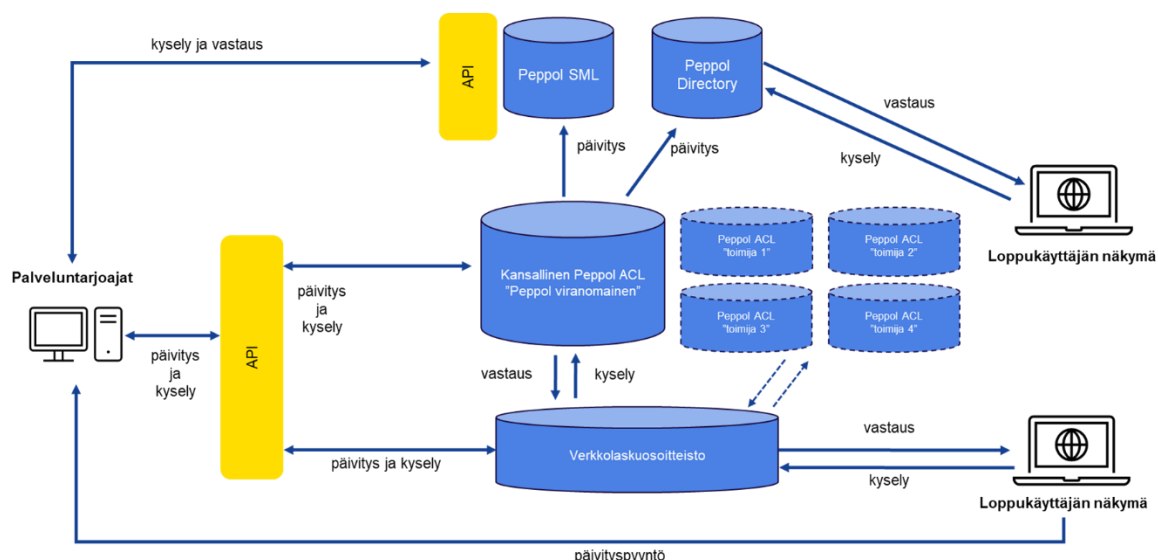 kysely ja vastaus
API
Peppol SML
Peppol
Directory
vastaus
kysely
päivitys
päivitys
Loppukäyttäjän näkymä
Palveluntarjoajat
päivitys
ja
kysely
API
päivitys
ja
kysely
Kansallinen Peppol ACL
"Peppol viranomainen"
Peppol ACL
"toimija 1"
Peppol ACL
"toimija 2"
Peppol ACL
"toimija 3"
Peppol ACL
"toimija 4"
vastaus
kysely
päivitys ja kysely
Verkkolaskuosoitteisto
vastaus
kysely
Loppukäyttäjän näkymä
päivityspyyntö